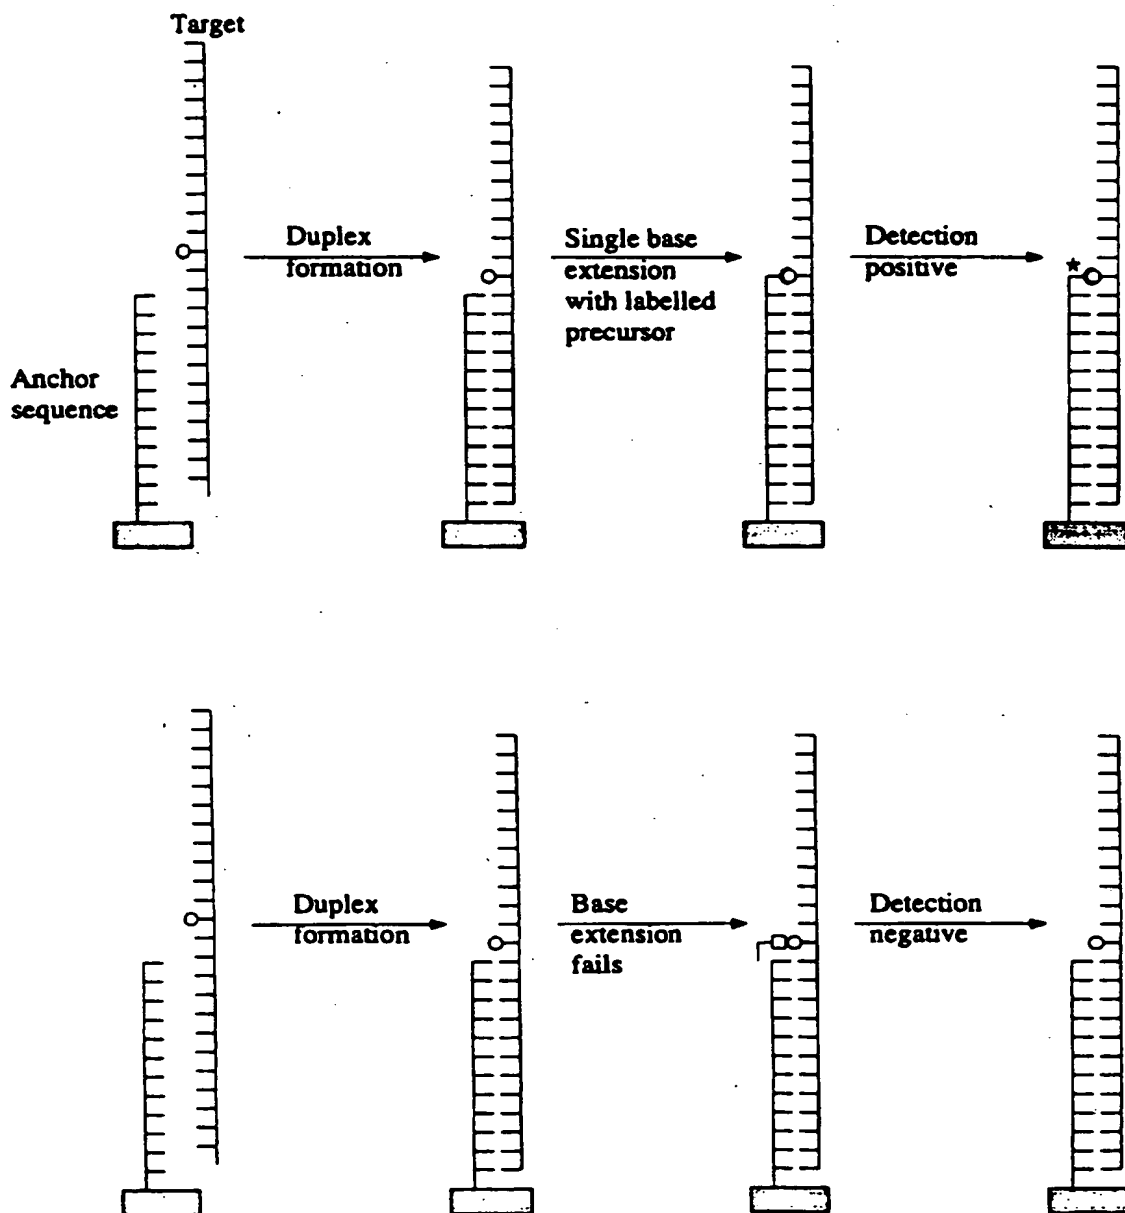 Target
Anchor
sequence
Duplex
formation
Single base
extension
with labelled
precursor
Detection
positive
*
Duplex
formation
Base
extension
fails
Detection
negative